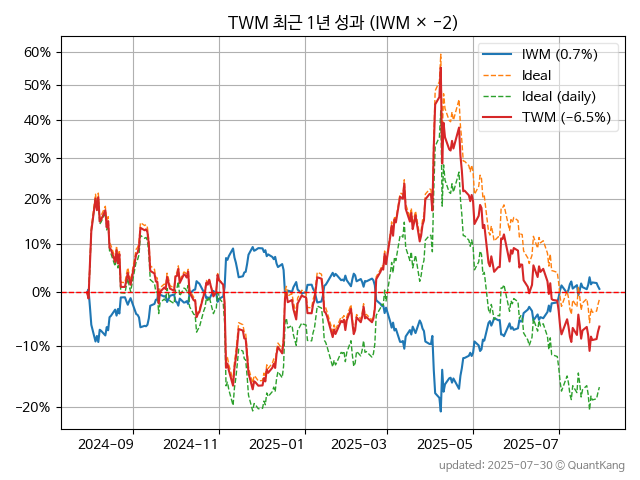 TWM 최근 1년 성과 (IWM × −2)
60%
50%
40%
30%
20%
10%
0%
−10%
−20%
IWM (0.7%)
Ideal
Ideal (daily)
TWM (−6.5%)
2024-09
2024-11
2025-01
2025-03
2025-05
2025-07
updated: 2025-07-30 © QuantKang